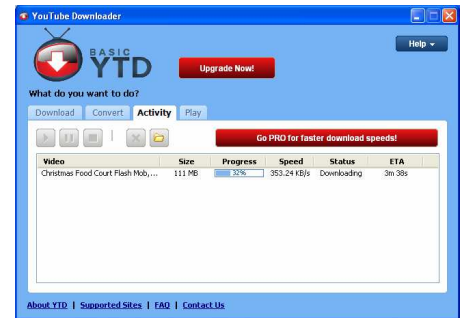 YouTube Downloader
Help
BASIC
YTD
Upgrade Now!
What do you want to do?
Download Convert Activity Play
Go PRO for faster download speeds!
Video Size Progress Speed Status ETA
Christmas Food Court Flash Mob,... 111 MB 32% 353.24 KB/s Downloading 3m 38s
About YTD | Supported Sites | FAQ | Contact Us